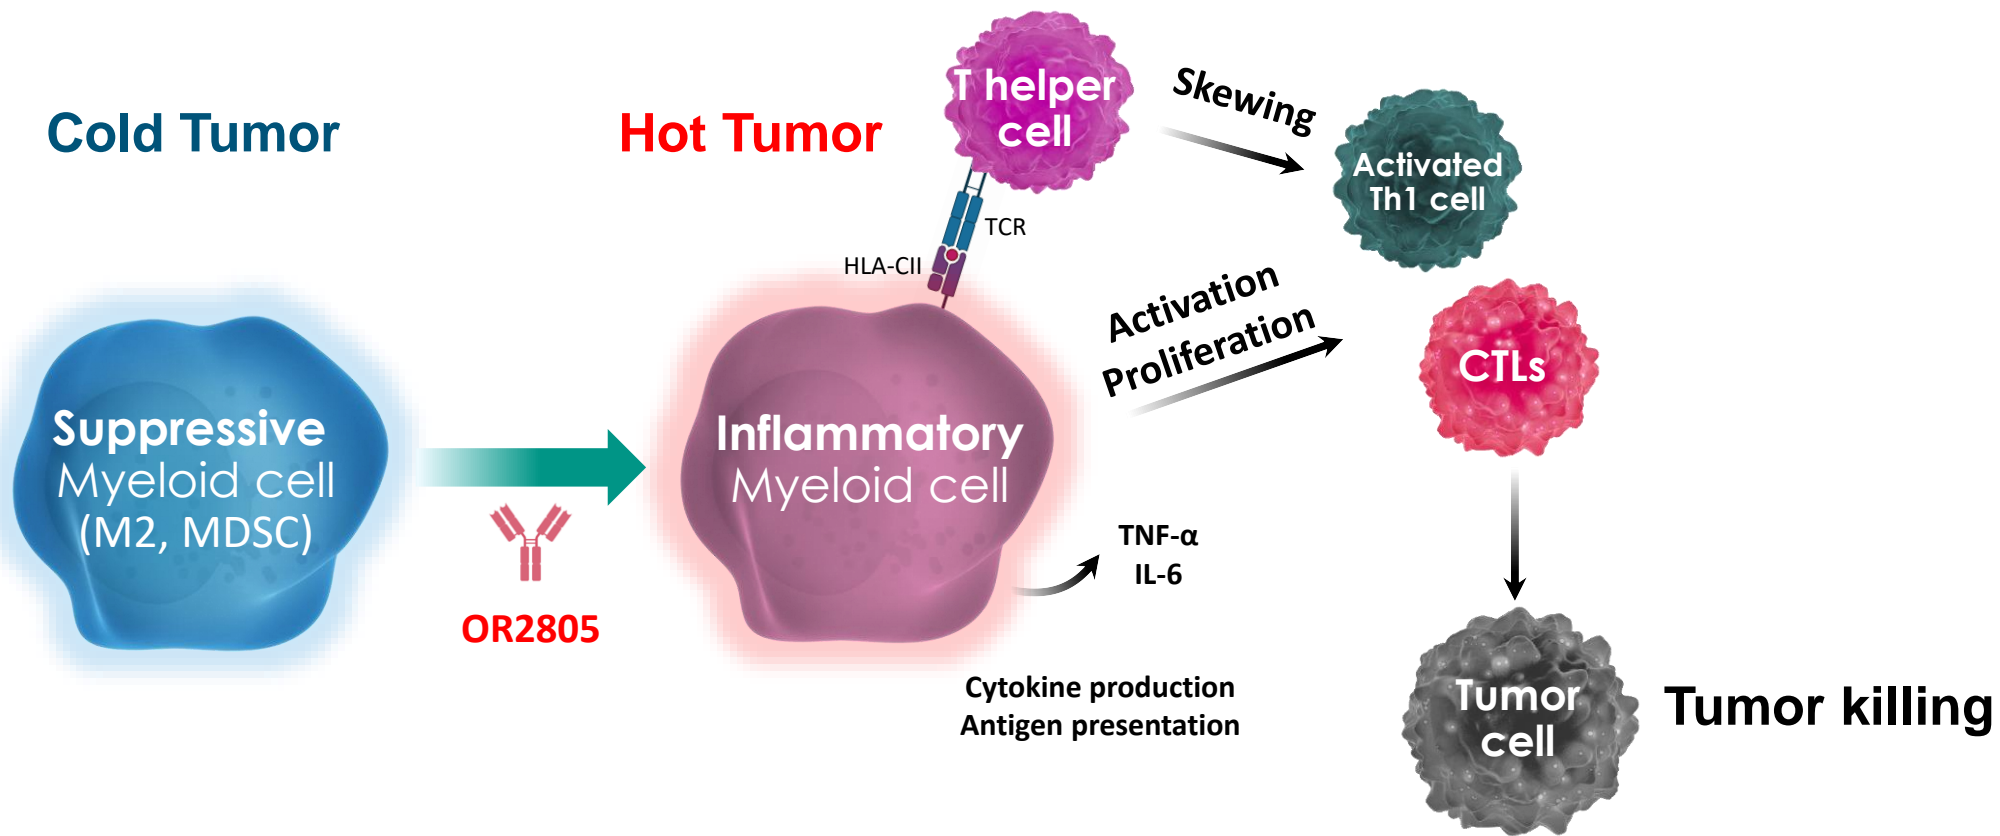 Cold Tumor
Suppressive
Myeloid cell
(M2, MDSC)
OR2805
Hot Tumor
Inflammatory
Myeloid cell
HLA-CII
TCR
T helper
cell
Skewing
Activated
Th1 cell
Activation
Proliferation
CTLs
TNF-α
IL-6
Cytokine production
Antigen presentation
Tumor
cell
Tumor killing